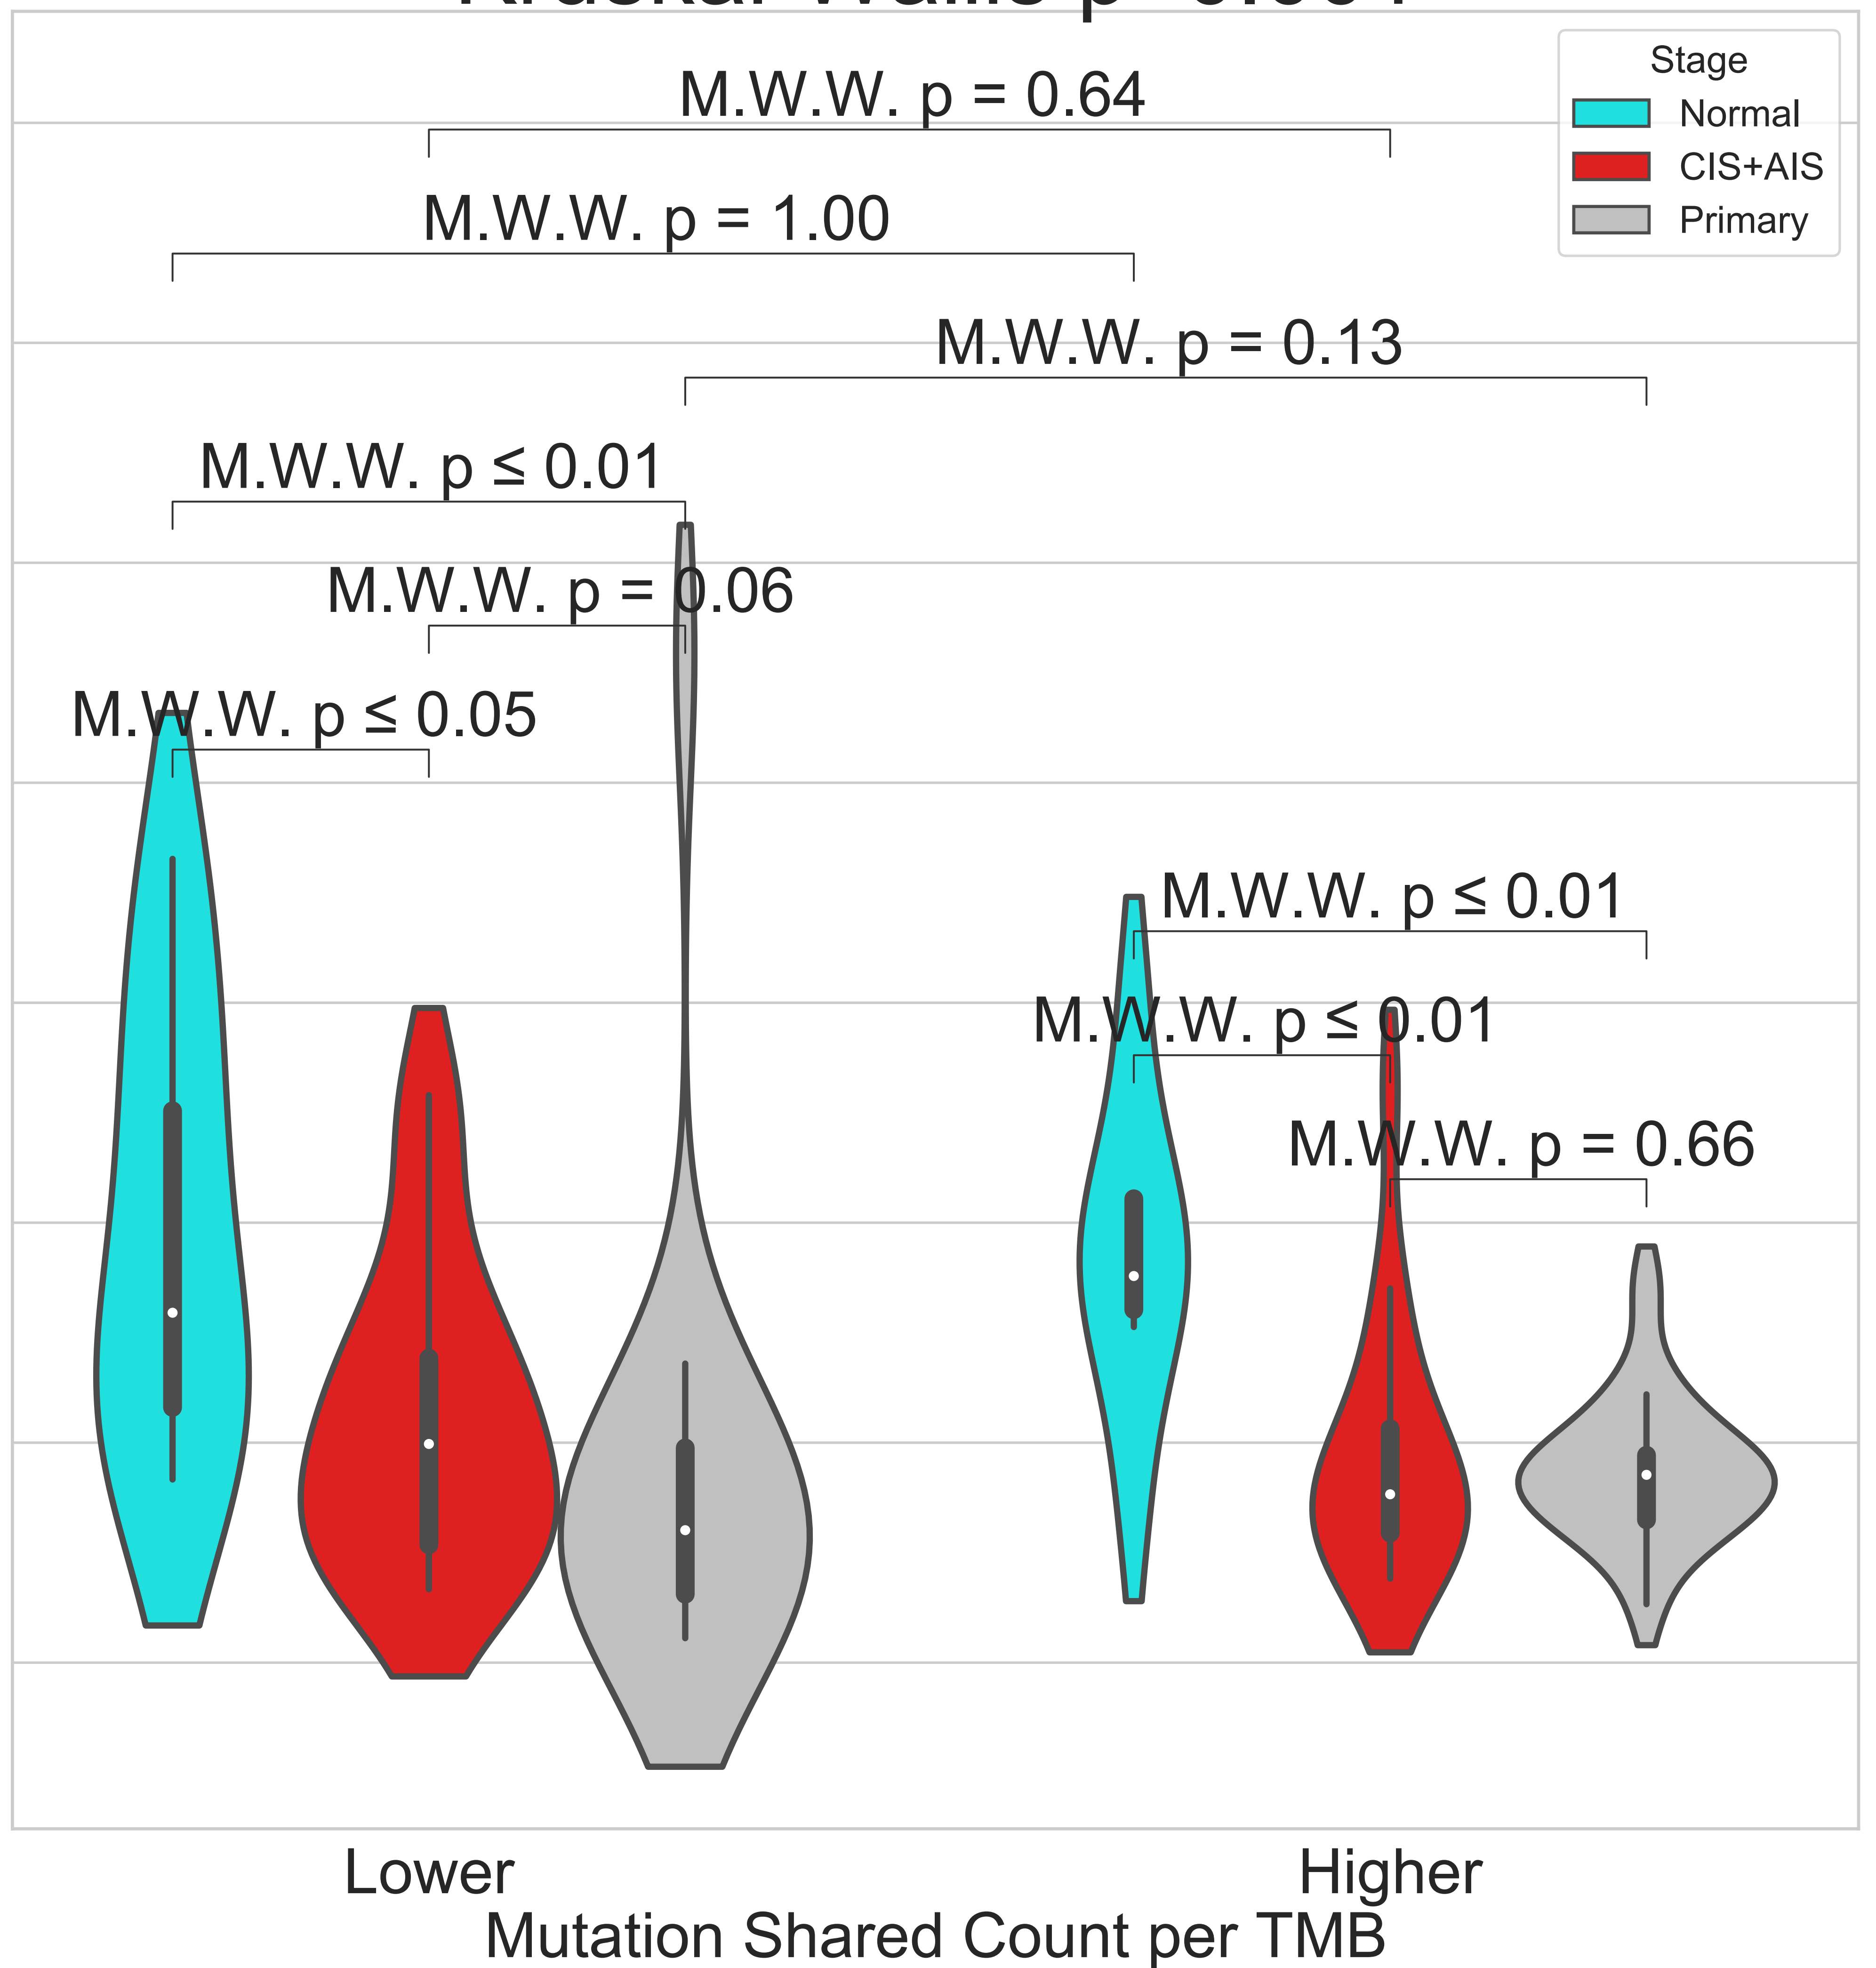 M.W.W. p = 0.64
Stage
Normal
CIS+AIS
Primary
M.W.W. p = 1.00
M.W.W. p = 0.13
M.W.W. p ≤ 0.01
M.W.W. p = 0.06
M.W.W. p ≤ 0.05
M.W.W. p ≤ 0.01
M.W.W. p ≤ 0.01
M.W.W. p = 0.66
Lower
Higher
Mutation Shared Count per TMB